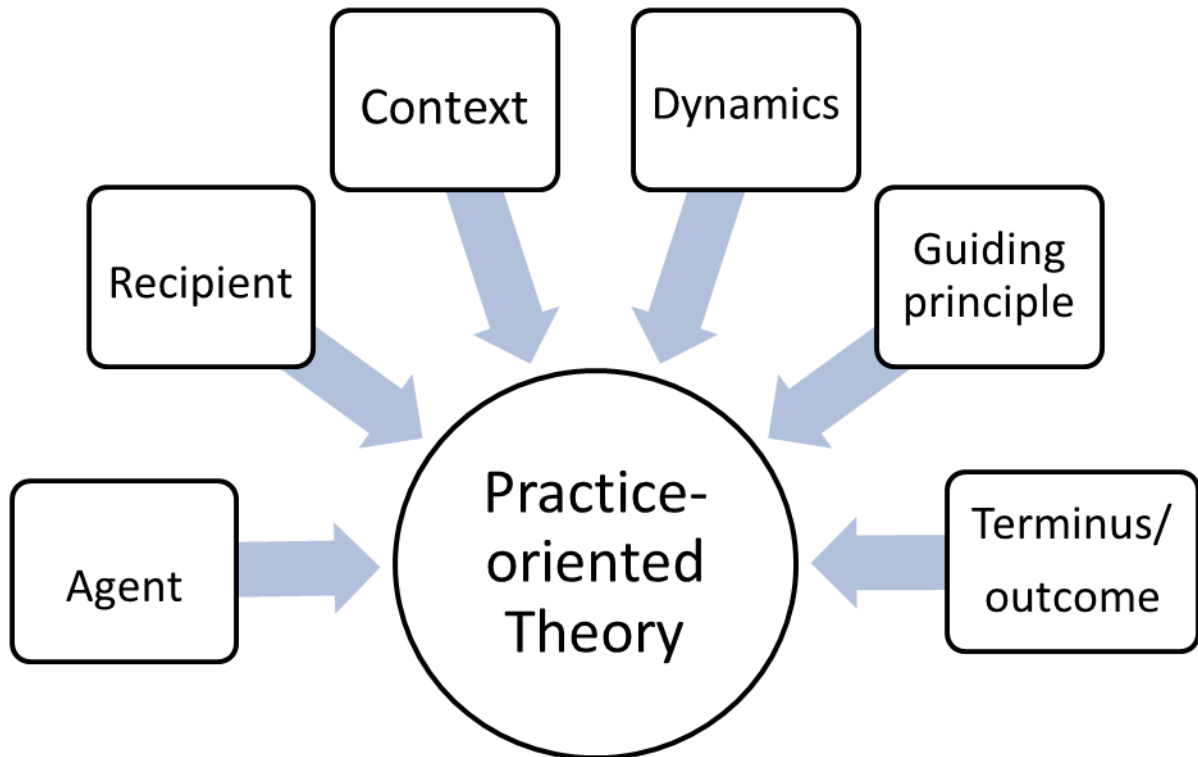 Context
Dynamics
Recipient
Guiding
principle
Agent
Practice-
oriented
Theory
Terminus/
outcome